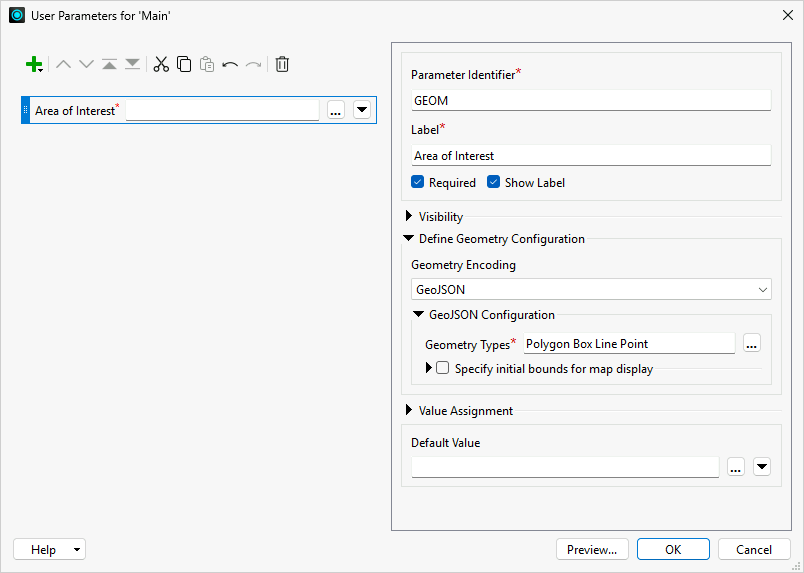 User Parameters for 'Main'
Area of Interest*
...
Parameter Identifier*
GEOM
Label*
Area of Interest
Required
Show Label
Visibility
Define Geometry Configuration
Geometry Encoding
GeoJSON
GeoJSON Configuration
Geometry Types* Polygon Box Line Point ...
Specify initial bounds for map display
Value Assignment
Default Value
...
Help
Preview... OK Cancel